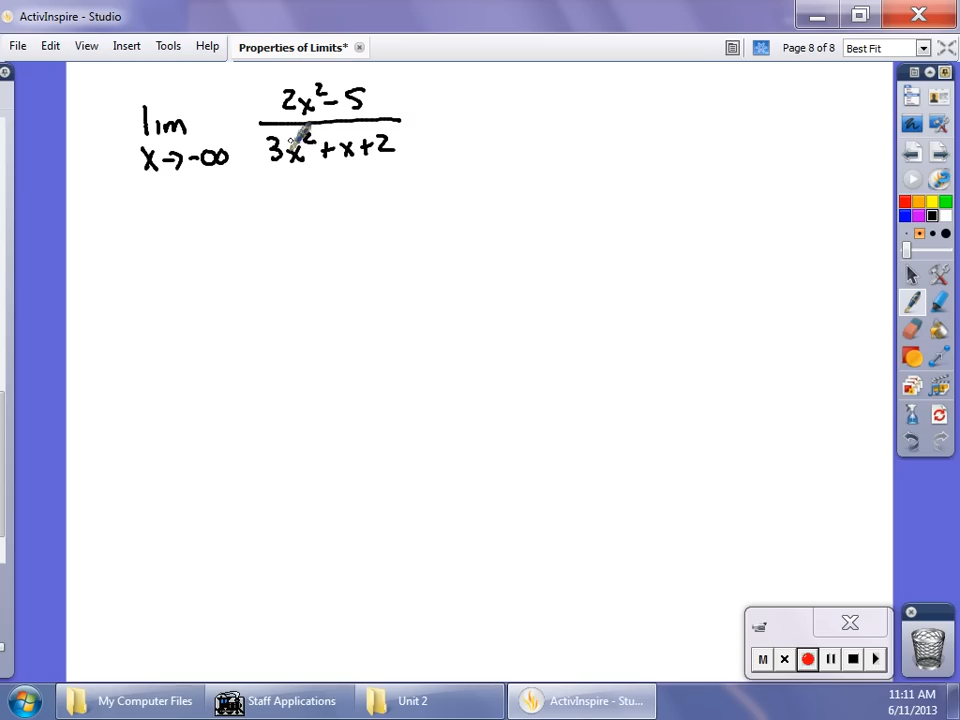 ActivInspire - Studio
File Edit View Insert Tools Help Properties of Limits* Page 8 of 8 Best Fit
2x² - 5
lim
3x² + x + 2
x → -∞
M
My Computer Files Staff Applications Unit 2 ActivInspire - Stu... 11:11 AM
6/11/2013